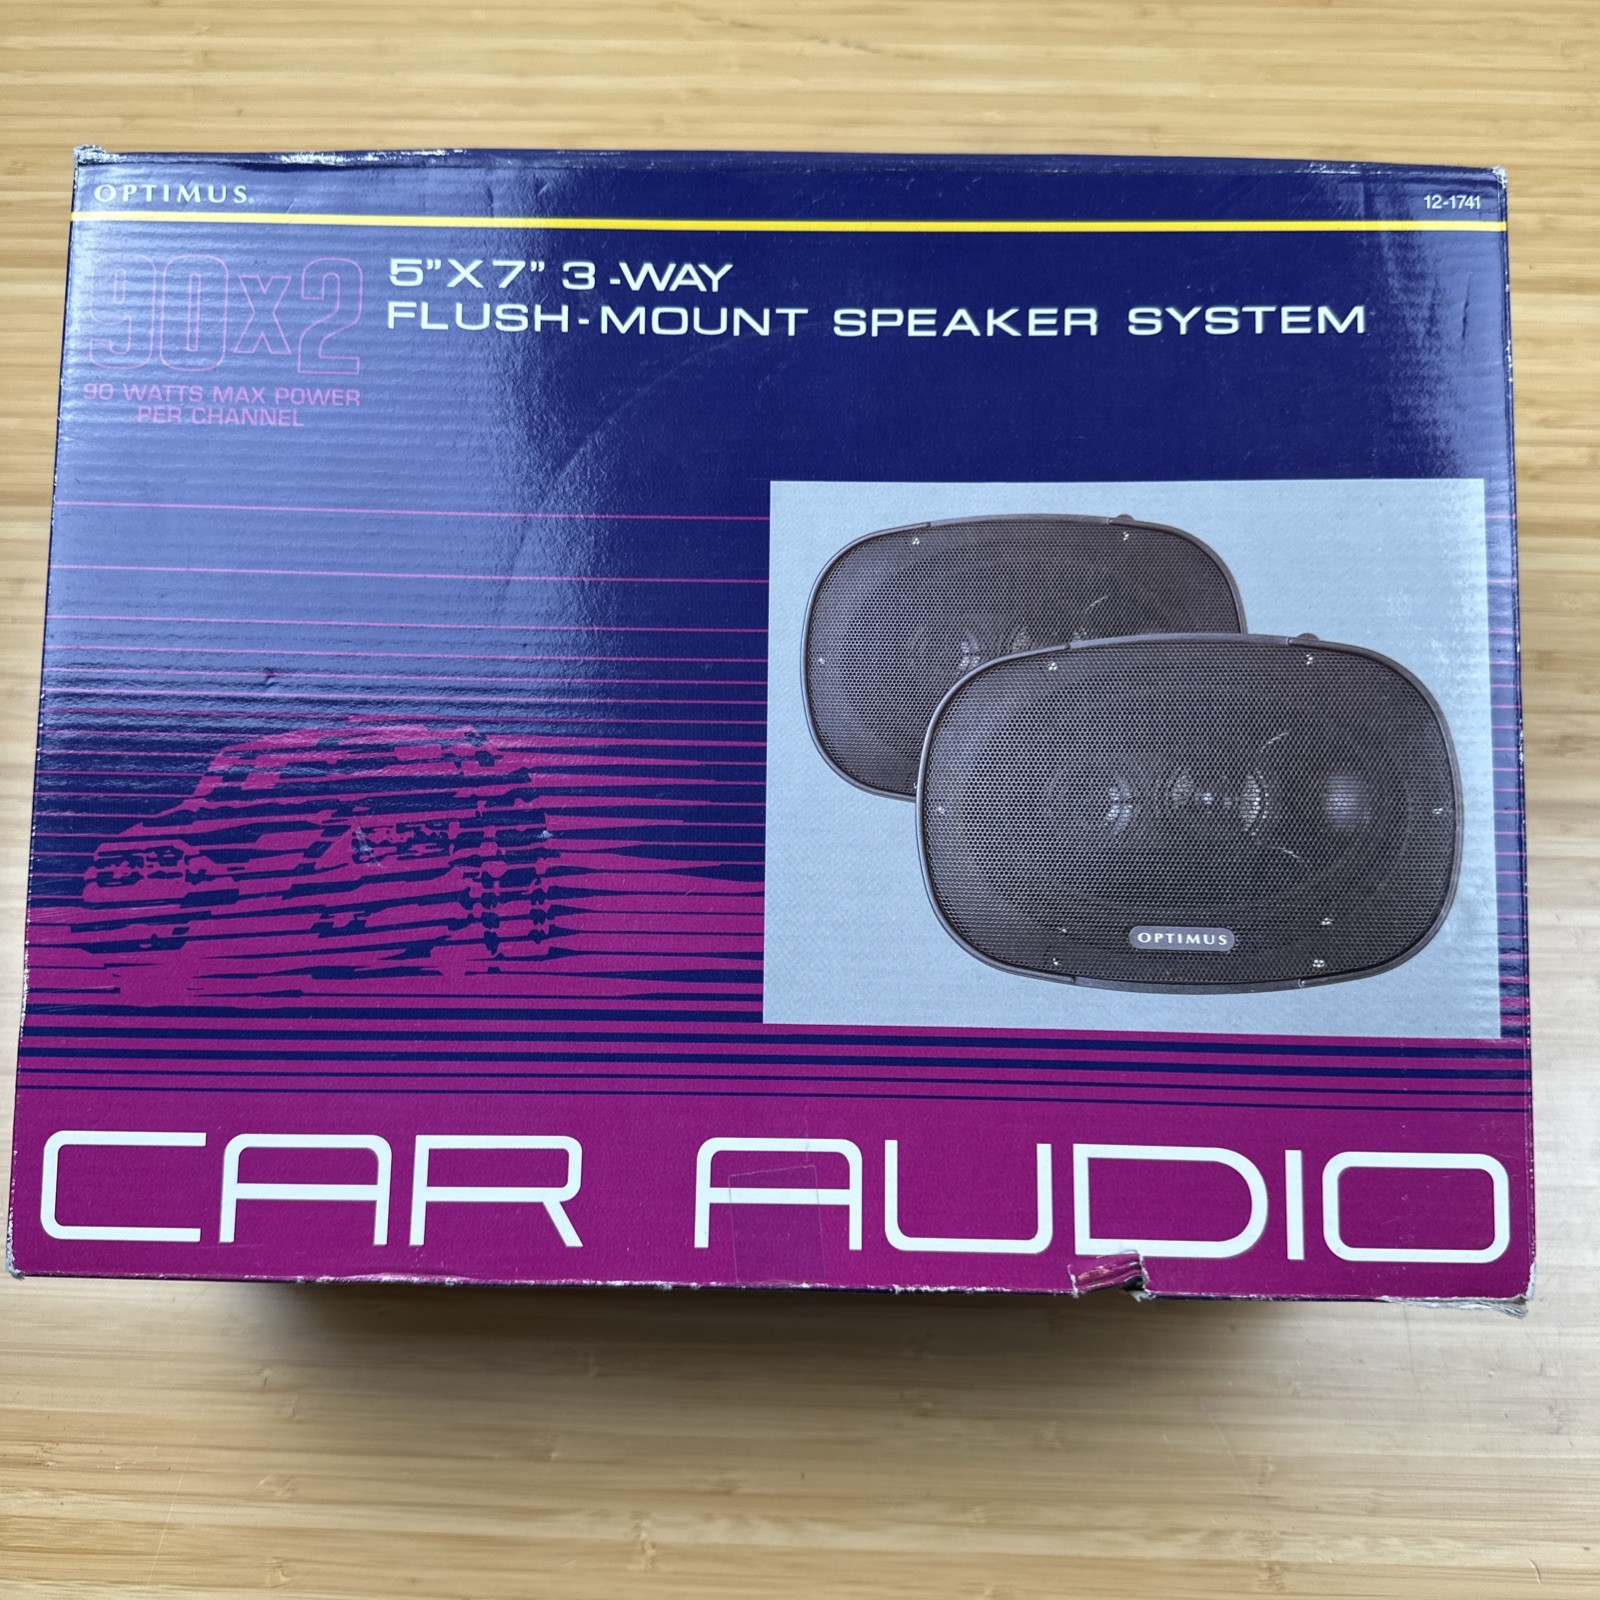 OPTIMUS®
12-1741
90x2
90 WATTS MAX POWER
PER CHANNEL
5"X7" 3-WAY
FLUSH-MOUNT SPEAKER SYSTEM
OPTIMUS
CAR AUDIO